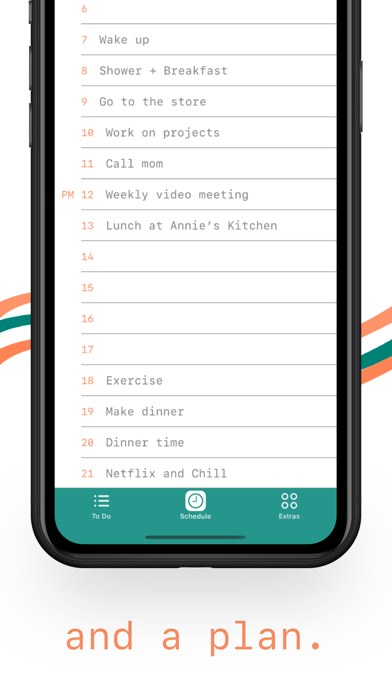 6
7 Wake up
8 Shower + Breakfast
9 Go to the store
10 Work on projects
11 Call mom
PM 12 Weekly video meeting
13 Lunch at Annie’s Kitchen
14
15
16
17
18 Exercise
19 Make dinner
20 Dinner time
21 Netflix and Chill
To Do Schedule Extras
and a plan.